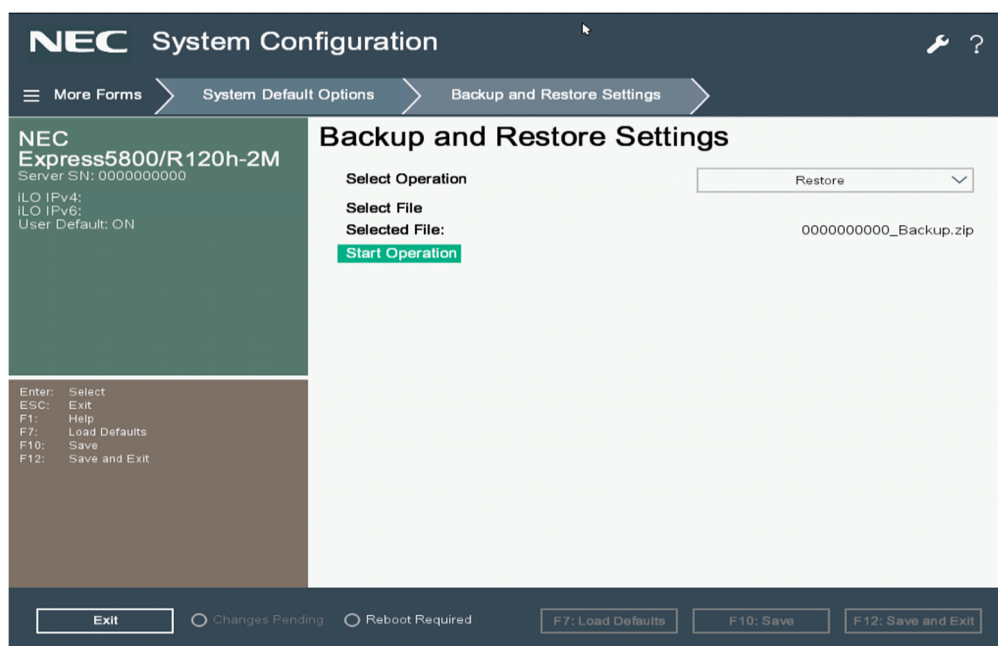 NEC System Configuration
?
More Forms
System Default Options
Backup and Restore Settings
NEC
Express5800/R120h-2M
Server SN: 0000000000
iLO IPv4:
iLO IPv6:
User Default: ON
Backup and Restore Settings
Select Operation
Restore
Select File
Selected File:
0000000000_Backup.zip
Start Operation
Enter: Select
ESC: Exit
F1: Help
F7: Load Defaults
F10: Save
F12: Save and Exit
Exit
Changes Pending
Reboot Required
F7: Load Defaults
F10: Save
F12: Save and Exit